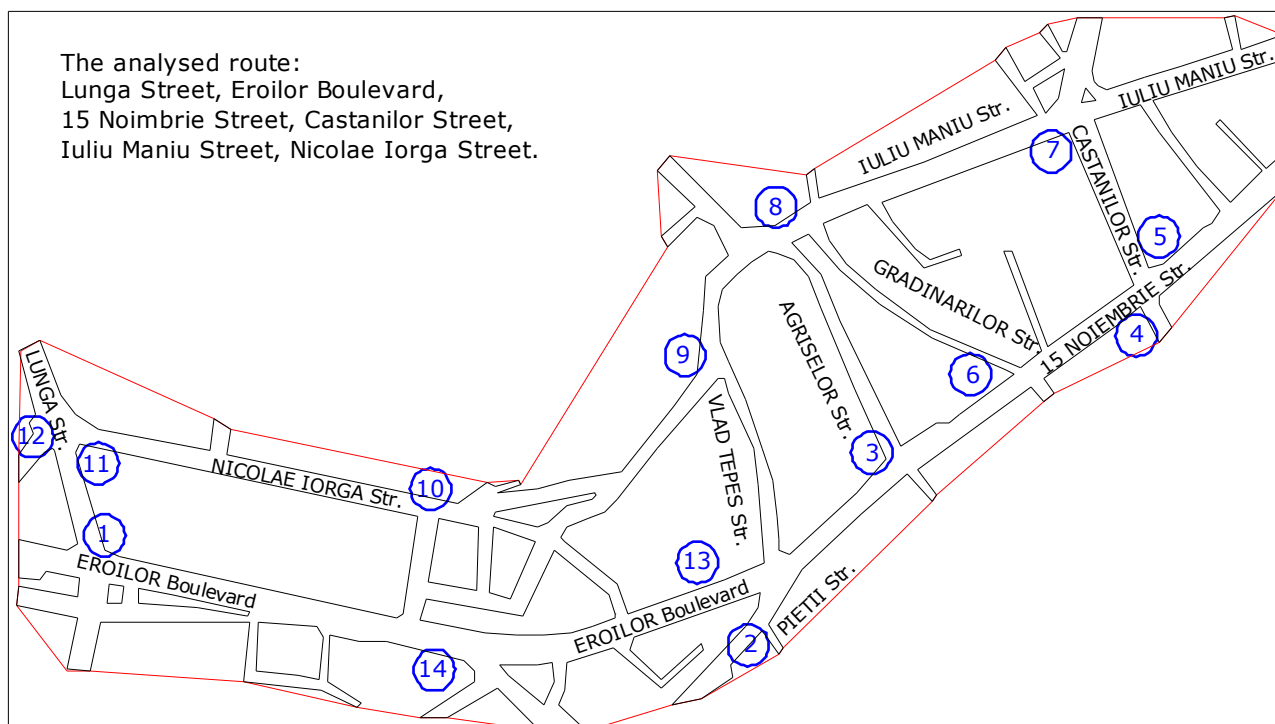 The analysed route:
Lunga Street, Eroilor Boulevard,
15 Noimbrie Street, Castanilor Street,
Iuliu Maniu Street, Nicolae Iorga Street.
IULIU MANIU Str.
IULIU MANIU Str.
7
CASTANILOR Str.
8
5
GRADINARILOR Str.
15 NOIEMBRIE Str.
4
AGRISELOR Str.
9
6
LUNGA Str.
VLAD TEPES Str.
12
11
3
NICOLAE IORGA Str.
10
1
13
EROILOR Boulevard
EROILOR Boulevard
PIETII Str.
2
14